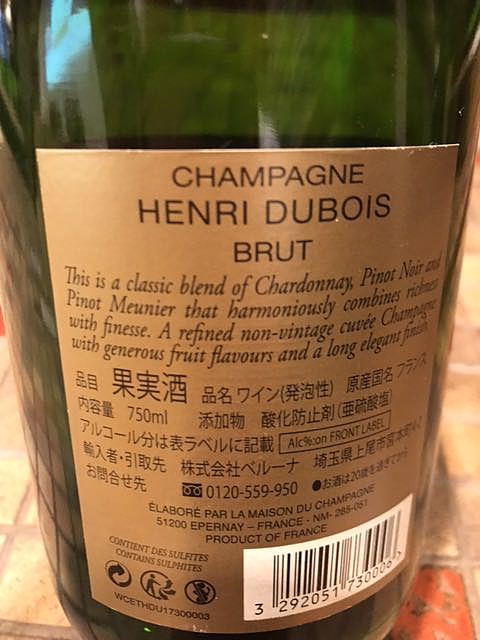 CHAMPAGNE
HENRI DUBOIS
BRUT
This is a classic blend of Chardonnay, Pinot Noir and
Pinot Meunier that harmoniously combines richness
with finesse. A refined non-vintage cuvée Champagne
with generous fruit flavours and a long elegant finish.
品目 果実酒 品名 ワイン(発泡性) 原産国名 フランス
内容量 750ml 添加物 酸化防止剤(亜硫酸塩)
アルコール分は表ラベルに記載 Alc%:on FRONT LABEL
輸入者・引取先 株式会社ベルーナ 埼玉県上尾市宮本町4-2
お問合せ先 0120-559-950 ●お酒は20歳を過ぎてから
ÉLABORÉ PAR LA MAISON DU CHAMPAGNE
51200 EPERNAY – FRANCE - NM- 285-051
PRODUCT OF FRANCE
CONTIENT DES SULFITES
CONTAINS SULPHITES
WCETHDU17300003
3 292051 730006